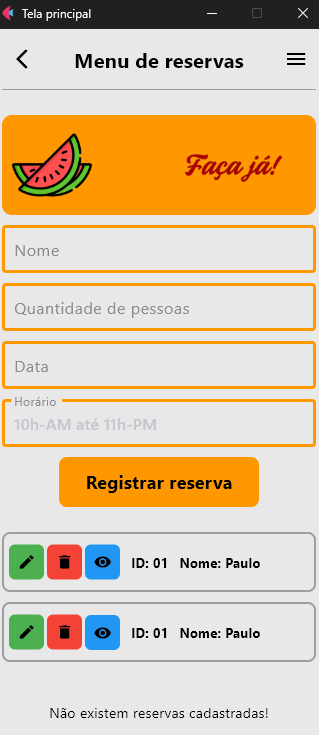 Tela principal
Menu de reservas
Faça já!
Nome
Quantidade de pessoas
Data
Horário
10h-AM até 11h-PM
Registrar reserva
ID: 01 Nome: Paulo
ID: 01 Nome: Paulo
Não existem reservas cadastradas!